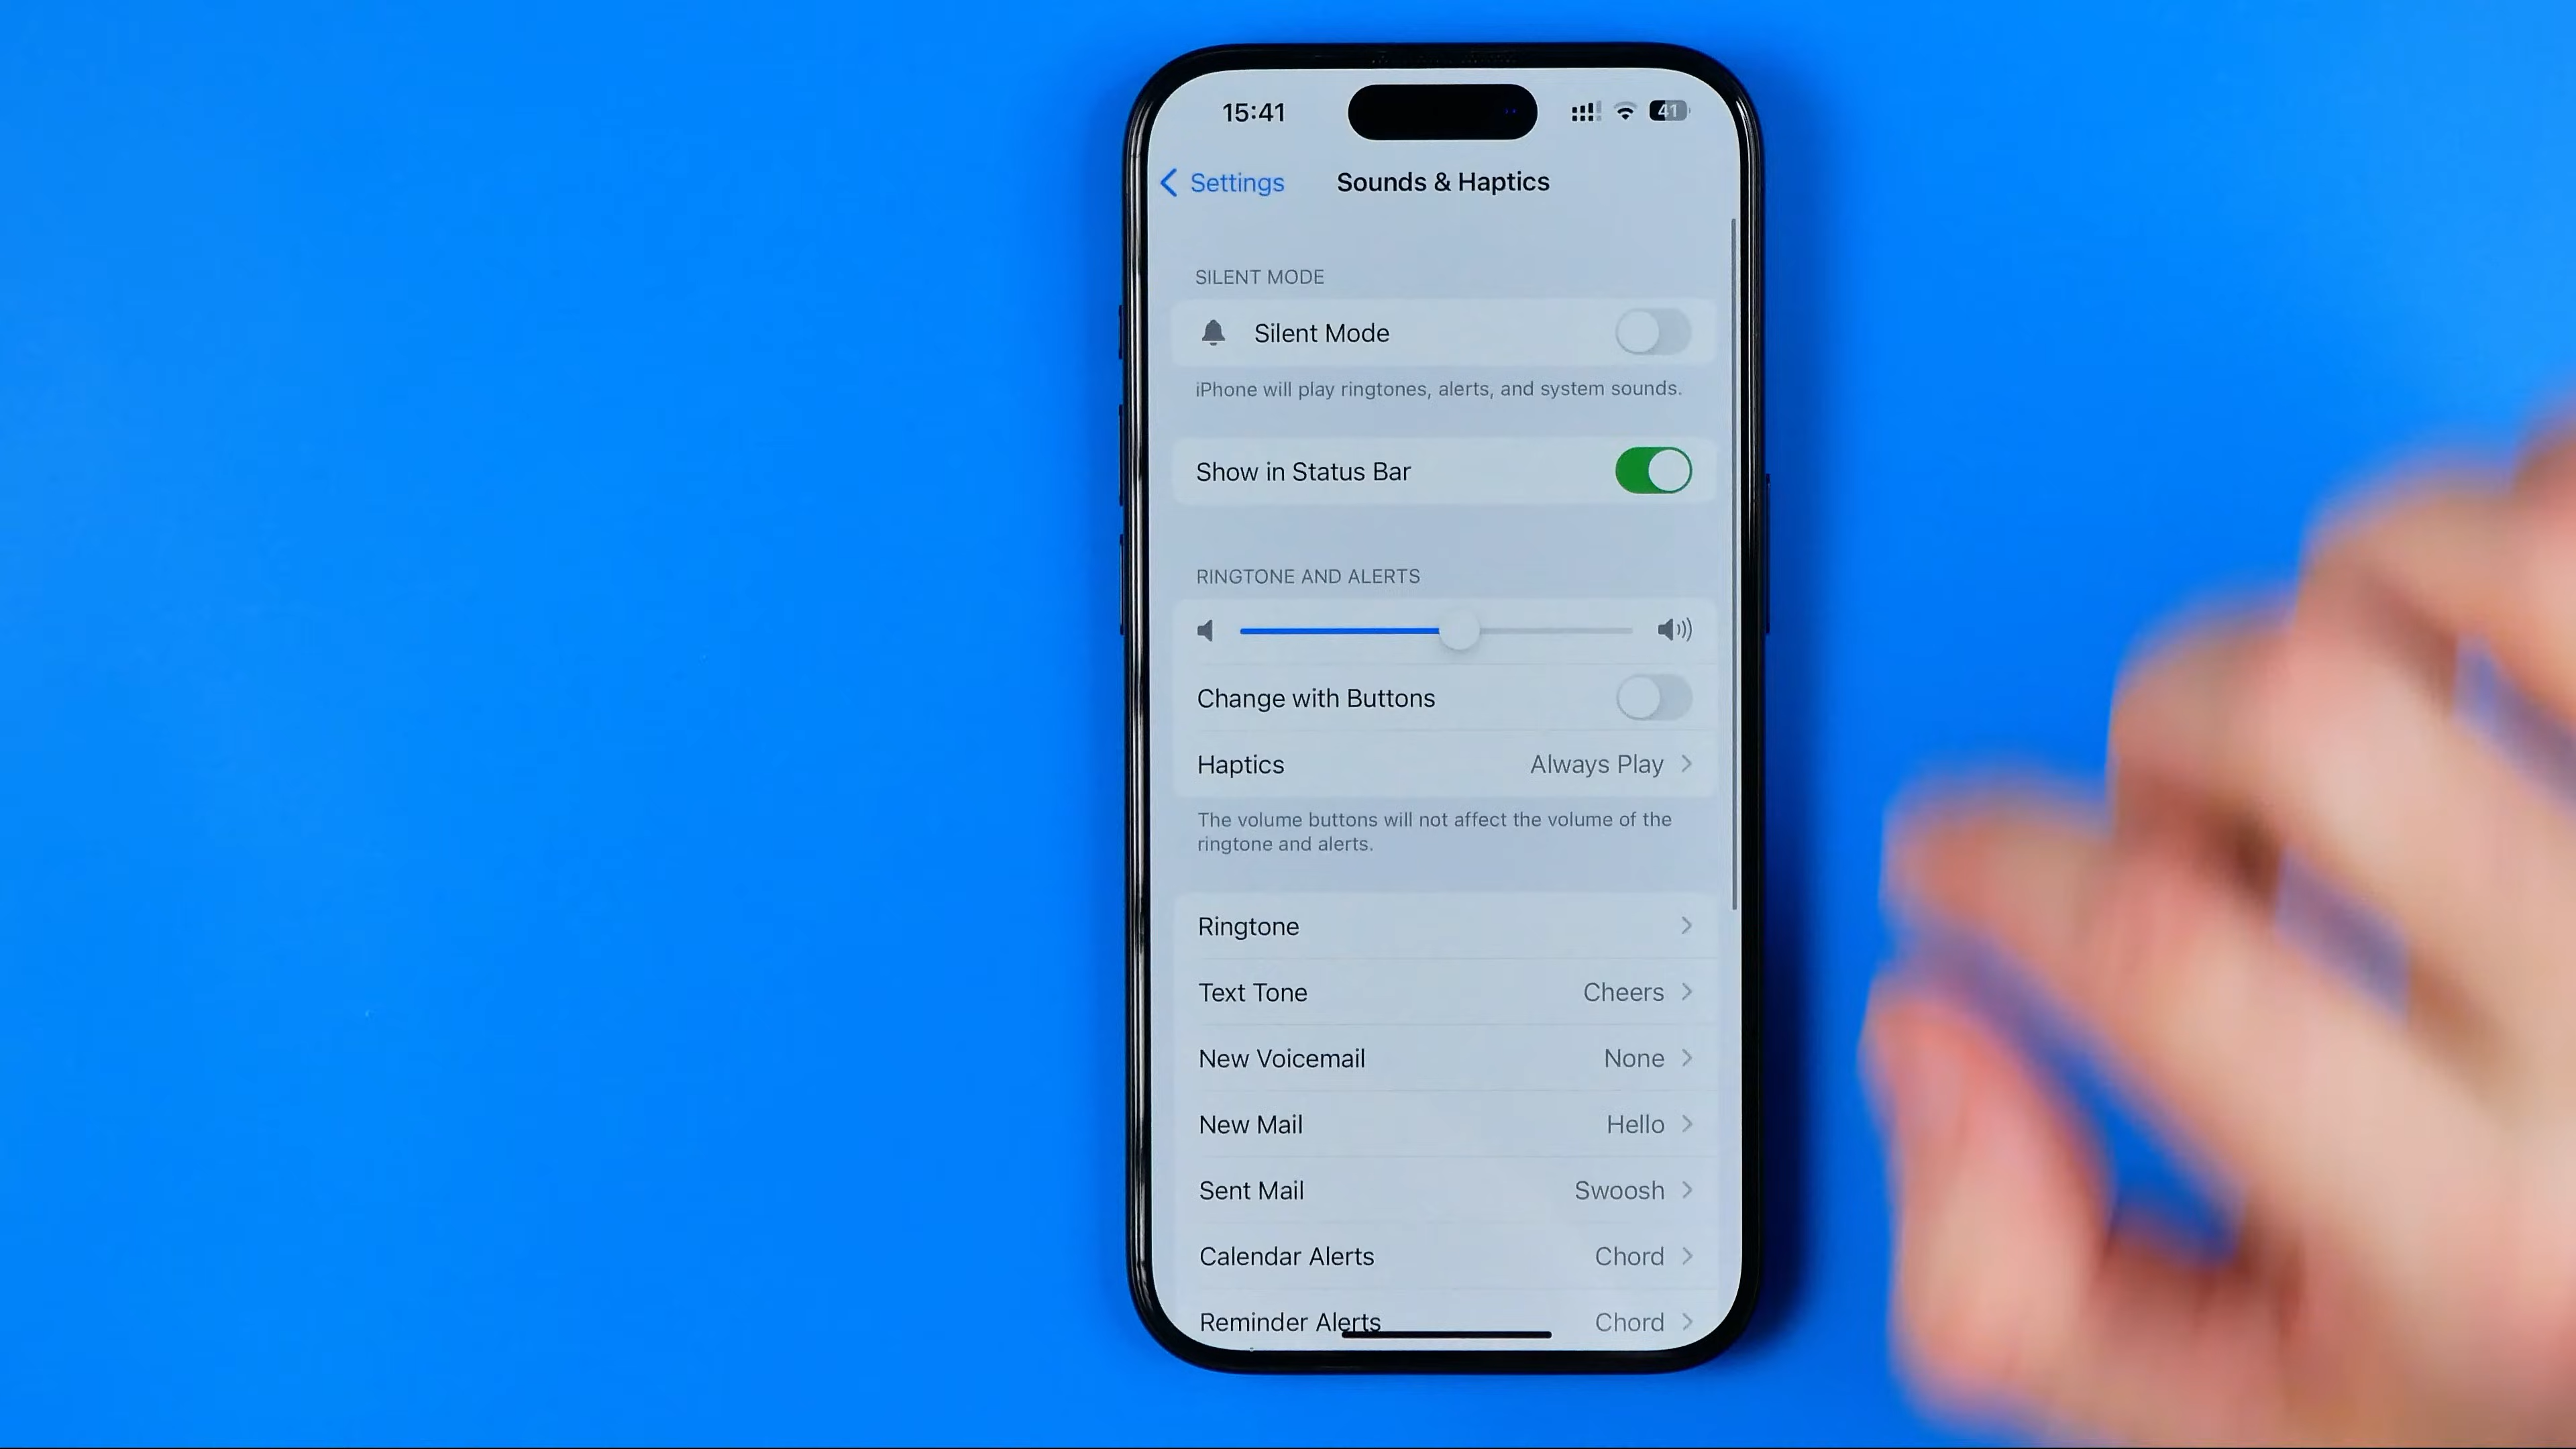 15:41
41
Settings
Sounds & Haptics
SILENT MODE
Silent Mode
iPhone will play ringtones, alerts, and system sounds.
Show in Status Bar
RINGTONE AND ALERTS
Change with Buttons
Haptics Always Play
The volume buttons will not affect the volume of the
ringtone and alerts.
Ringtone
Text Tone Cheers
New Voicemail None
New Mail Hello
Sent Mail Swoosh
Calendar Alerts Chord
Reminder Alerts Chord